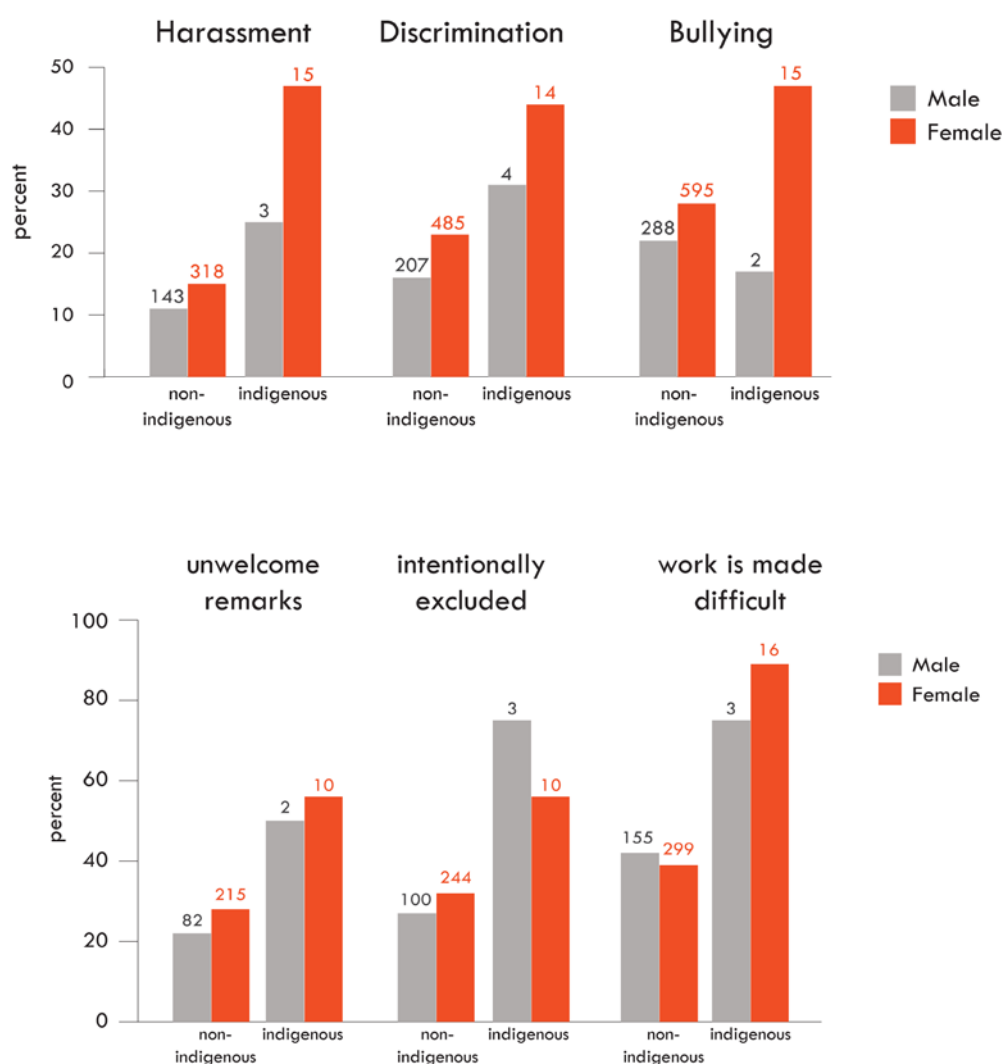 Harassment Discrimination Bullying
50
40
30
20
10
0
percent
15
14
15
Male
Female
3
4
595
318
485
288
143
207
2
non-
indigenous
indigenous
non-
indigenous
indigenous
non-
indigenous
indigenous
unwelcome
remarks
intentionally
excluded
work is made
difficult
100
80
60
40
20
0
percent
16
Male
Female
3
3
10
10
2
155
299
244
215
100
82
non-
indigenous
indigenous
non-
indigenous
indigenous
non-
indigenous
indigenous